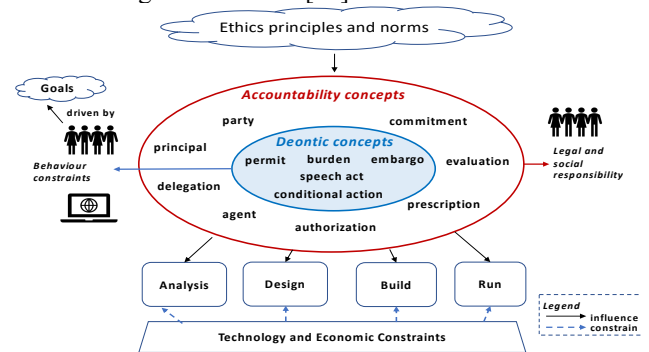 Ethics principles and norms
Goals
driven by
Behaviour
constraints
Accountability concepts
party
commitment
principal
evaluation
delegation
prescription
agent
authorization
Deontic concepts
permit burden embargo
speech act
conditional action
Legal and
social
responsibility
Analysis
Design
Build
Run
Technology and Economic Constraints
Legend
influence
constrain